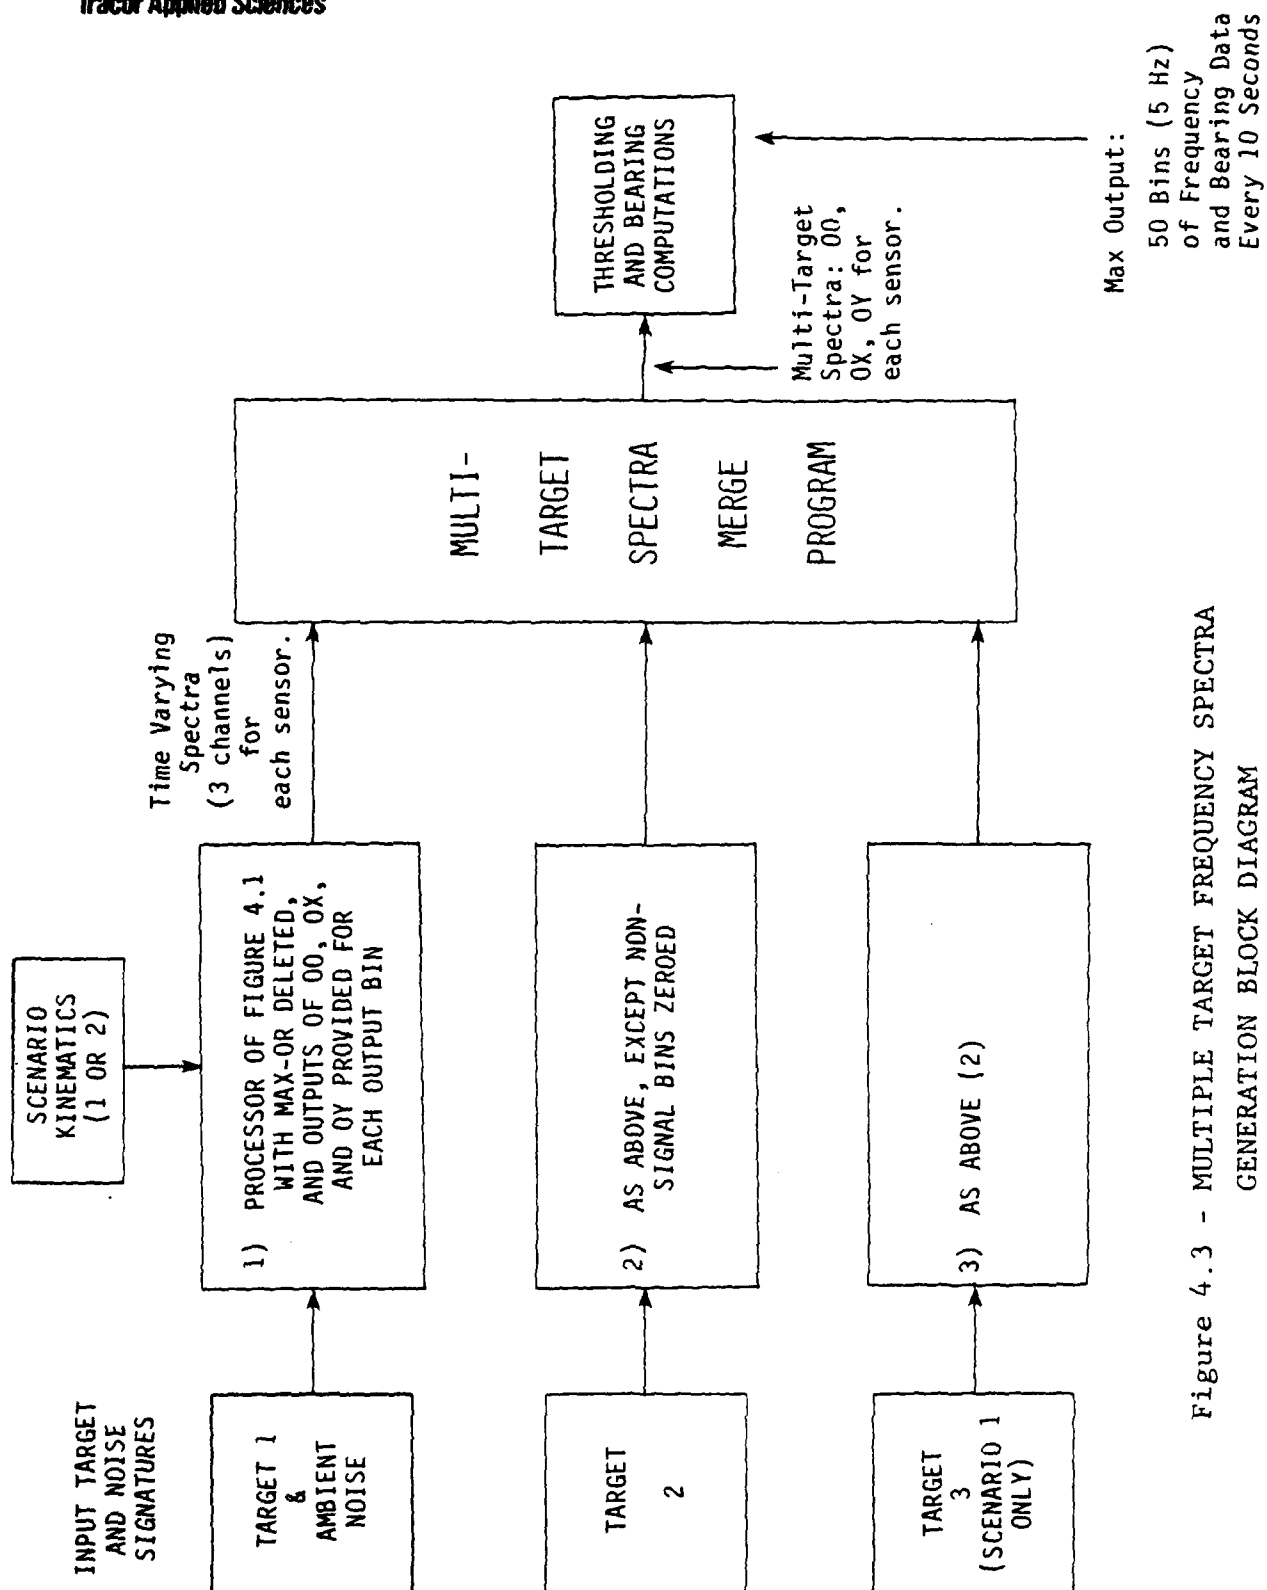 Tracor Applied Sciences
INPUT TARGET
AND NOISE
SIGNATURES
TARGET 1
&
AMBIENT
NOISE
TARGET
2
TARGET
3
(SCENARIO 1
ONLY)
SCENARIO
KINEMATICS
(1 OR 2)
1) PROCESSOR OF FIGURE 4.1
WITH MAX-OR DELETED,
AND OUTPUTS OF OO, OX,
AND OY PROVIDED FOR
EACH OUTPUT BIN
2) AS ABOVE, EXCEPT NON-
SIGNAL BINS ZEROED
3) AS ABOVE (2)
Time Varying
Spectra
(3 channels)
for
each sensor.
MULTI-
TARGET
SPECTRA
MERGE
PROGRAM
Multi-Target
Spectra: OO,
OX, OY for
each sensor.
THRESHOLDING
AND BEARING
COMPUTATIONS
Max Output:
50 Bins (5 Hz)
of Frequency
and Bearing Data
Every 10 Seconds
Figure 4.3 - MULTIPLE TARGET FREQUENCY SPECTRA
GENERATION BLOCK DIAGRAM